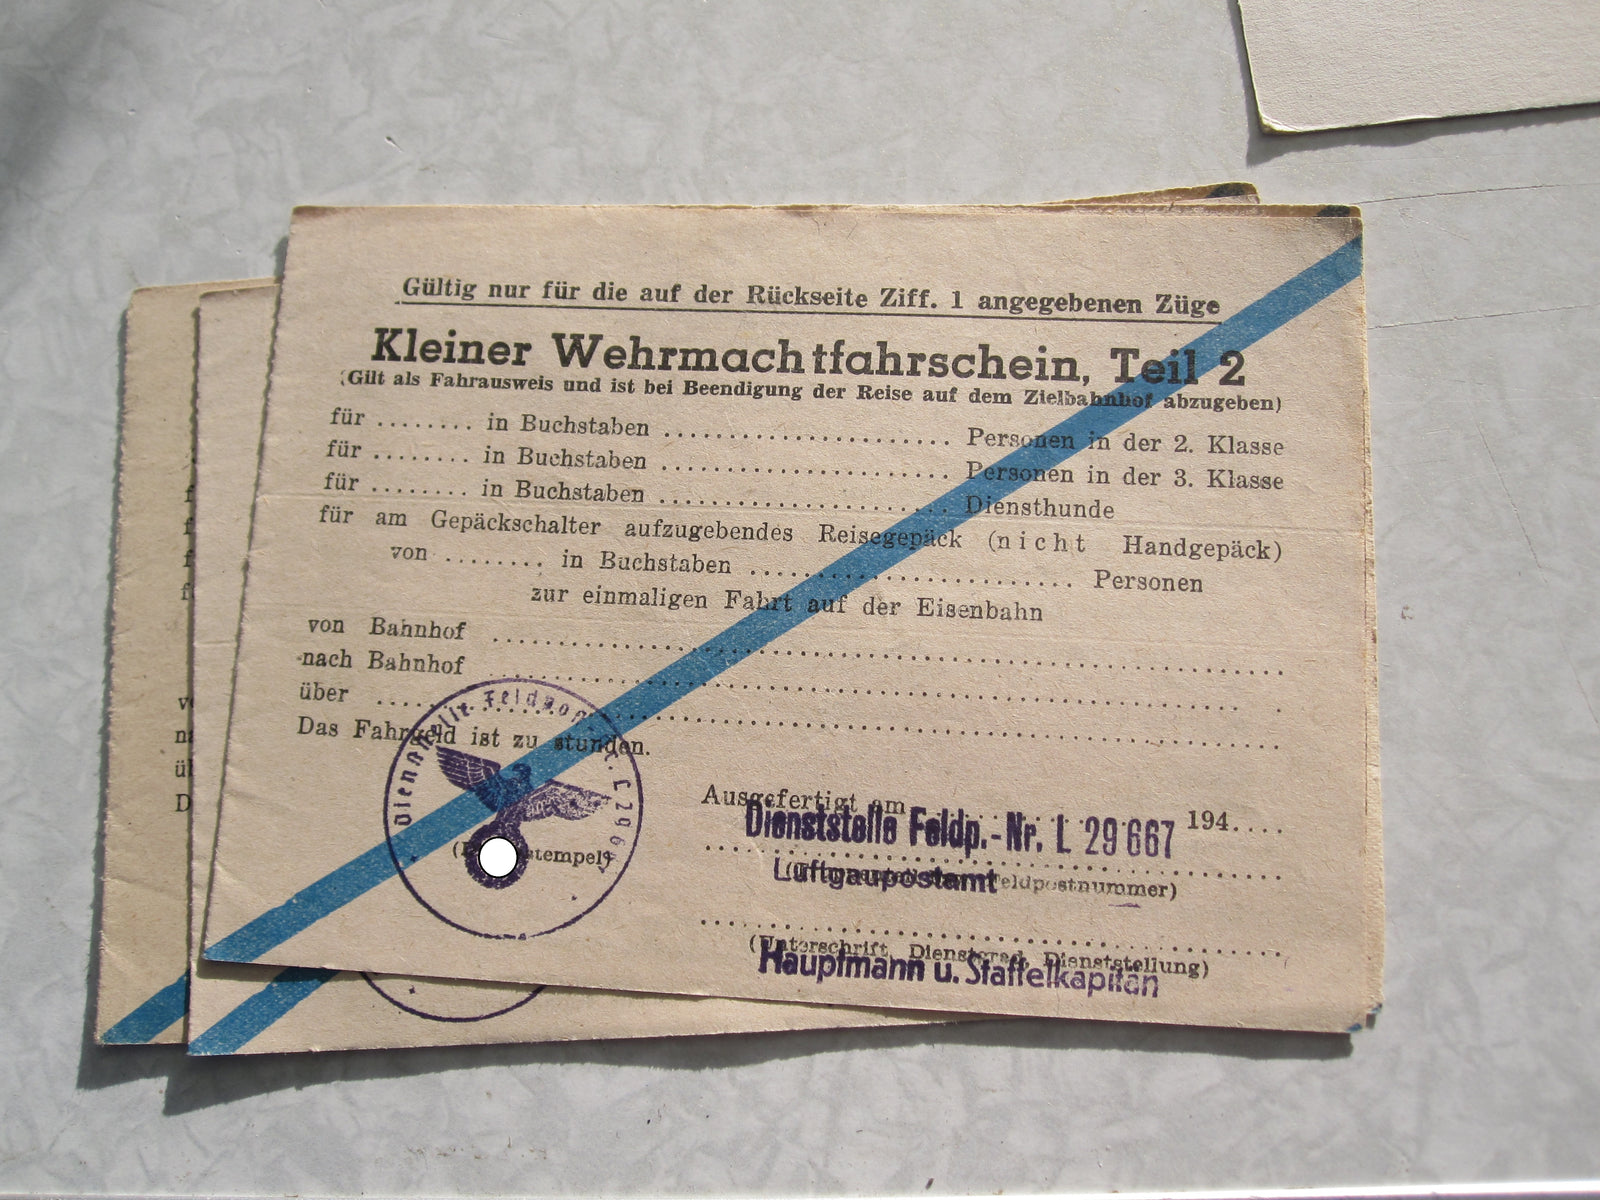 Gültig nur für die auf der Rückseite Ziff. 1 angegebenen Züge
Kleiner Wehrmachtfahrschein, Teil 2
(Gilt als Fahrausweis und ist bei Beendigung der Reise auf dem Zielbahnhof abzugeben)
für ........ in Buchstaben ........................ Personen in der 2. Klasse
für ........ in Buchstaben ........................ Personen in der 3. Klasse
für ........ in Buchstaben ........................ Diensthunde
für am Gepäckschalter aufzugebendes Reisegepäck (nicht Handgepäck)
von ........ in Buchstaben ........................... Personen
zur einmaligen Fahrt auf der Eisenbahn
von Bahnhof
nach Bahnhof
über
Das Fahrgeld ist zu stunden.
Ausgefertigt am ........ 194....
Dienststelle Feldp.-Nr. L 29 667
Luftgaupostamt
Feldpostnummer)
(Unterschrift, Dienstgrad, Dienststellung)
Hauptmann u. Staffelkapitän